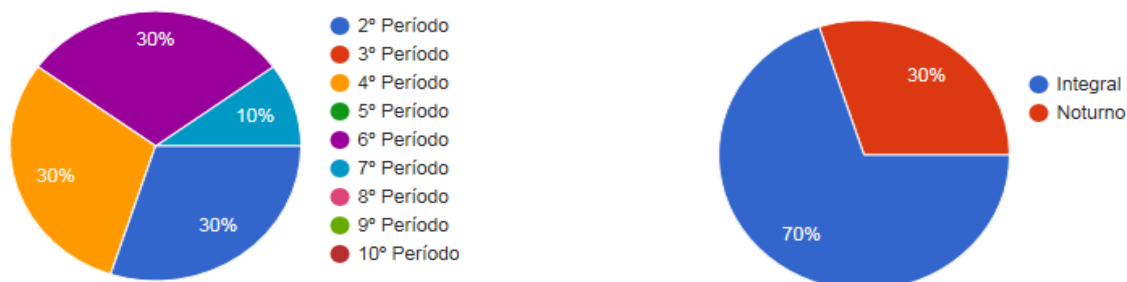 30%
10%
30%
30%
2º Período
3º Período
4º Período
5º Período
6º Período
7º Período
8º Período
9º Período
10º Período
30%
70%
Integral
Noturno